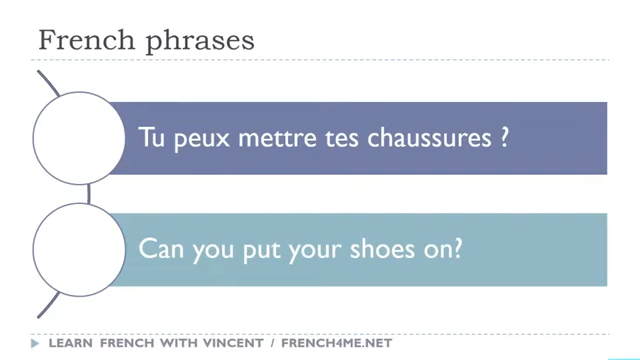 French phrases
Tu peux mettre tes chaussures ?
Can you put your shoes on?
LEARN FRENCH WITH VINCENT / FRENCH4ME.NET